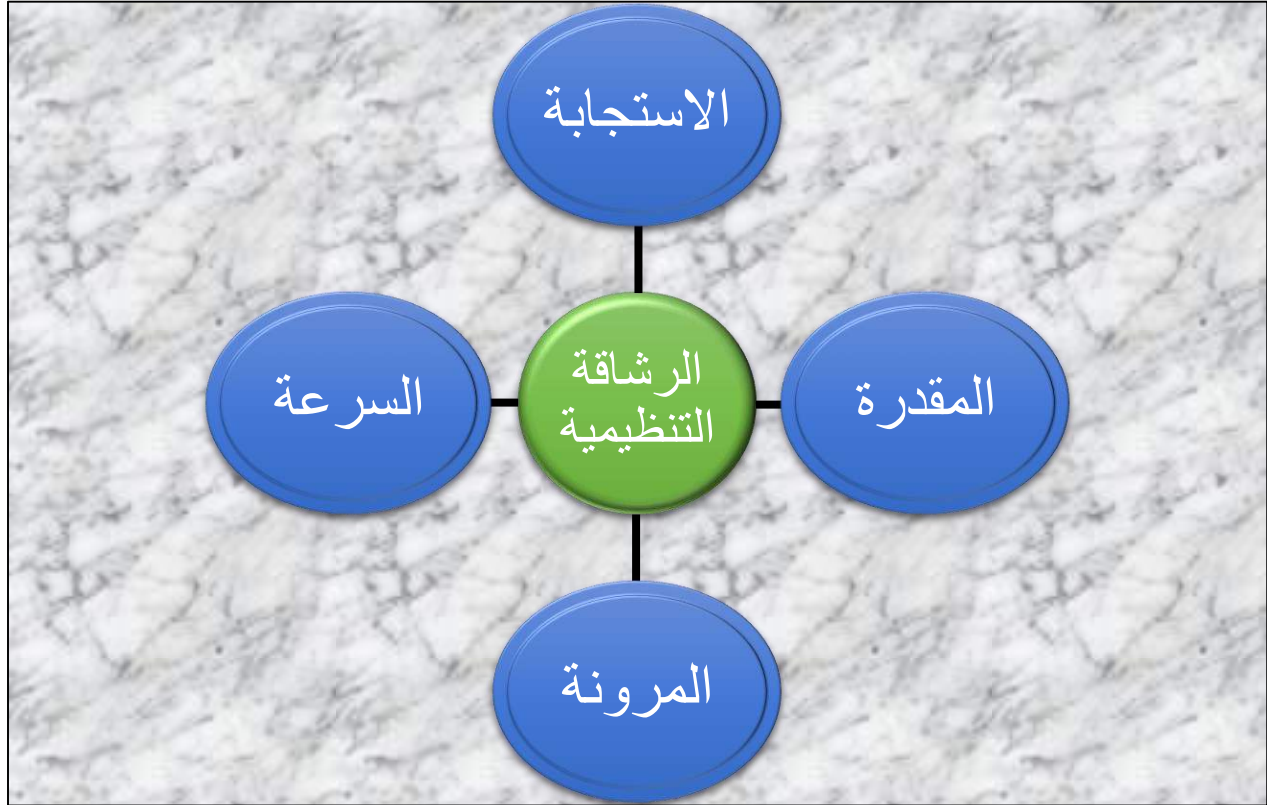 الاستجابة
المقدرة
الرشاقة
التنظيمية
السرعة
المرونة